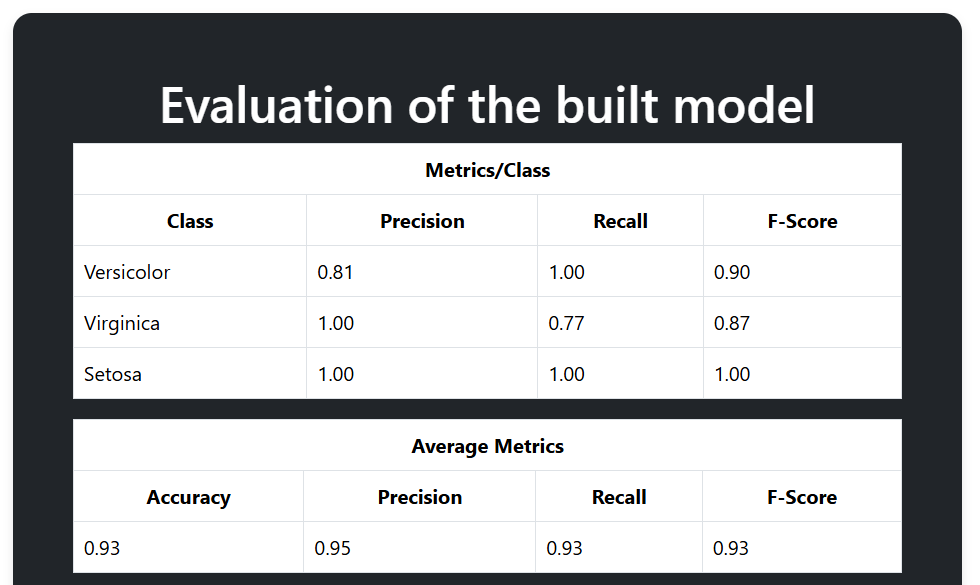 Evaluation of the built model
Metrics/Class
Class Precision Recall F-Score
Versicolor 0.81 1.00 0.90
Virginica 1.00 0.77 0.87
Setosa 1.00 1.00 1.00
Average Metrics
Accuracy Precision Recall F-Score
0.93 0.95 0.93 0.93